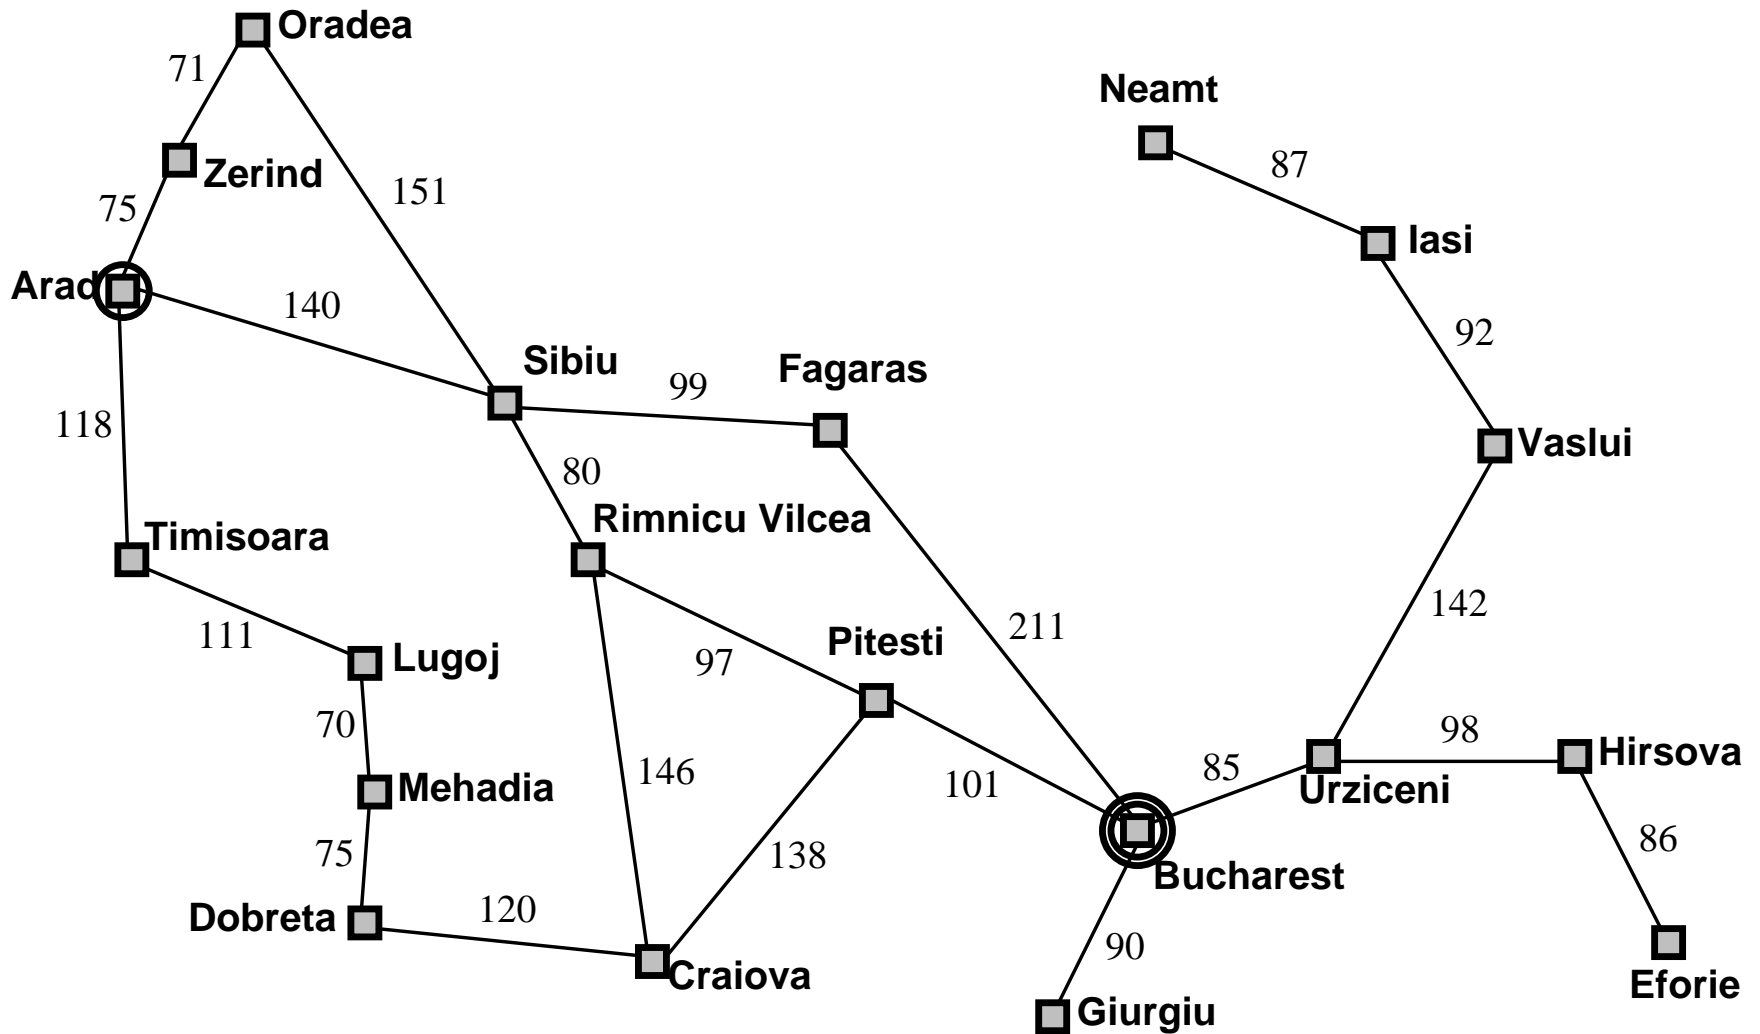 Oradea
71
Neamt
87
Zerind
151
75
Iasi
Arad
140
92
Sibiu
Fagaras
99
118
Vaslui
80
Rimnicu Vilcea
Timisoara
142
211
111
Pitesti
Lugoj
97
70
98
Hirsova
146
101
85
Mehadia
Urziceni
86
75
138
Bucharest
Dobreta
120
90
Craiova
Eforie
Giurgiu